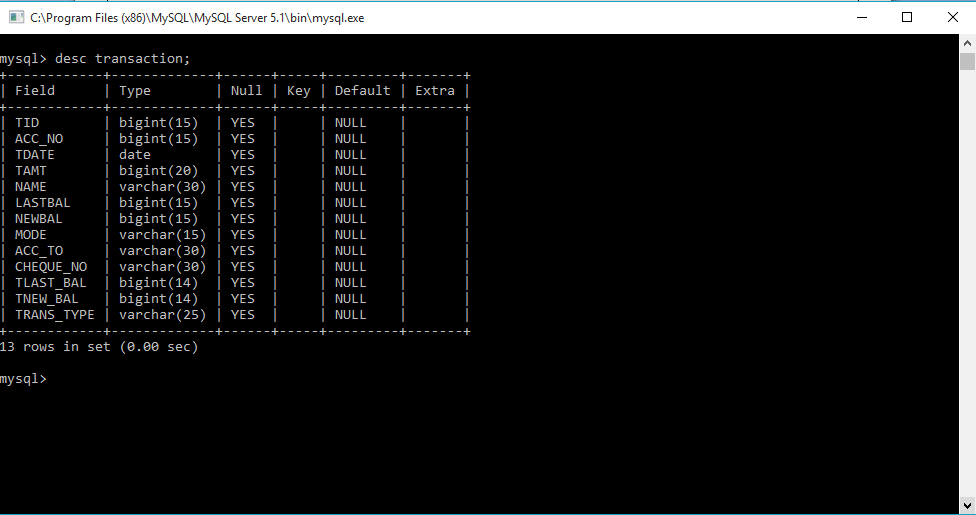 C:\Program Files (x86)\MySQL\MySQL Server 5.1\bin\mysql.exe
mysql> desc transaction;
+------------+-------------+------+-----+---------+-------+
| Field      | Type        | Null | Key | Default | Extra |
+------------+-------------+------+-----+---------+-------+
| TID        | bigint(15)  | YES  |     | NULL    |       |
| ACC_NO     | bigint(15)  | YES  |     | NULL    |       |
| TDATE      | date        | YES  |     | NULL    |       |
| TAMT       | bigint(20)  | YES  |     | NULL    |       |
| NAME       | varchar(30) | YES  |     | NULL    |       |
| LASTBAL    | bigint(15)  | YES  |     | NULL    |       |
| NEWBAL     | bigint(15)  | YES  |     | NULL    |       |
| MODE       | varchar(15) | YES  |     | NULL    |       |
| ACC_TO     | varchar(30) | YES  |     | NULL    |       |
| CHEQUE_NO  | varchar(30) | YES  |     | NULL    |       |
| TLAST_BAL  | bigint(14)  | YES  |     | NULL    |       |
| TNEW_BAL   | bigint(14)  | YES  |     | NULL    |       |
| TRANS_TYPE | varchar(25) | YES  |     | NULL    |       |
+------------+-------------+------+-----+---------+-------+
13 rows in set (0.00 sec)
mysql>